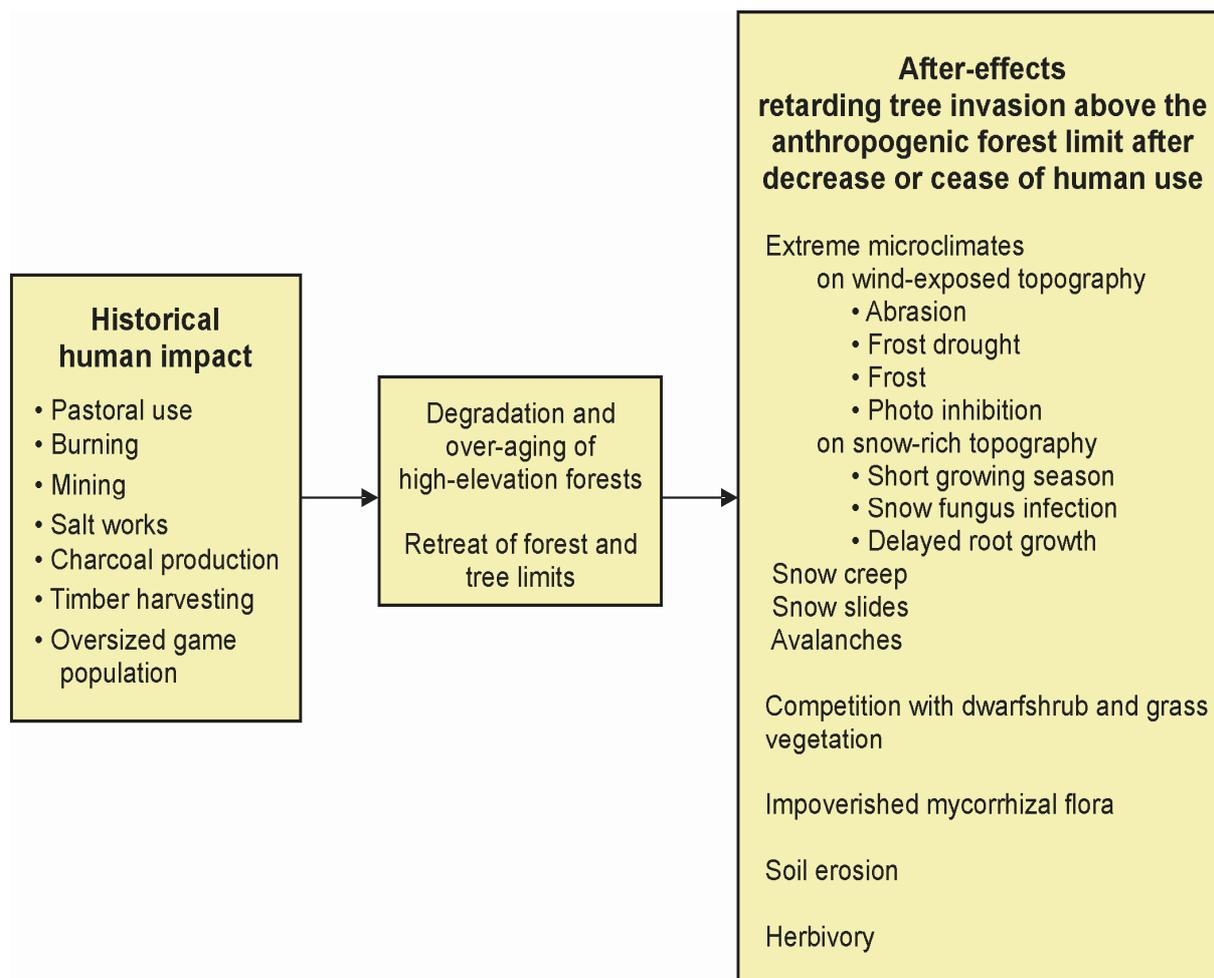 Historical
human impact
• Pastoral use
• Burning
• Mining
• Salt works
• Charcoal production
• Timber harvesting
• Oversized game
population
Degradation and
over-aging of
high-elevation forests
Retreat of forest and
tree limits
After-effects
retarding tree invasion above the
anthropogenic forest limit after
decrease or cease of human use
Extreme microclimates
on wind-exposed topography
• Abrasion
• Frost drought
• Frost
• Photo inhibition
on snow-rich topography
• Short growing season
• Snow fungus infection
• Delayed root growth
Snow creep
Snow slides
Avalanches
Competition with dwarfshrub and grass
vegetation
Impoverished mycorrhizal flora
Soil erosion
Herbivory